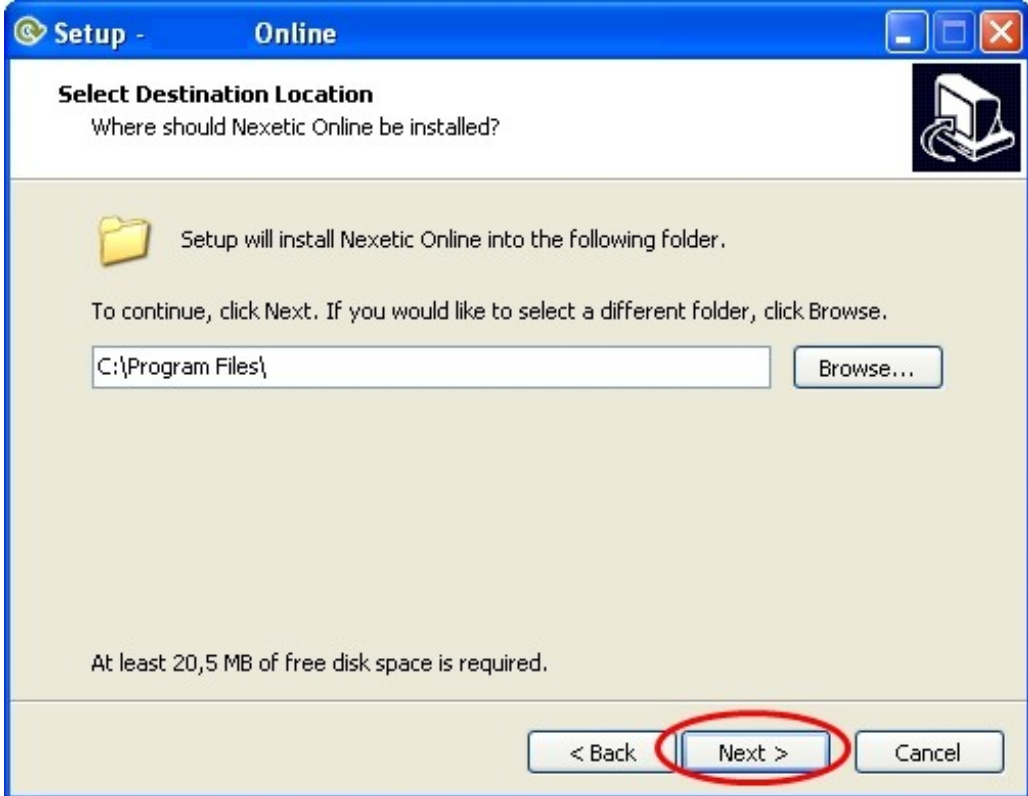 Setup - Online
Select Destination Location
Where should Nexetic Online be installed?
Setup will install Nexetic Online into the following folder.
To continue, click Next. If you would like to select a different folder, click Browse.
C:\Program Files\
Browse...
At least 20,5 MB of free disk space is required.
< Back Next > Cancel